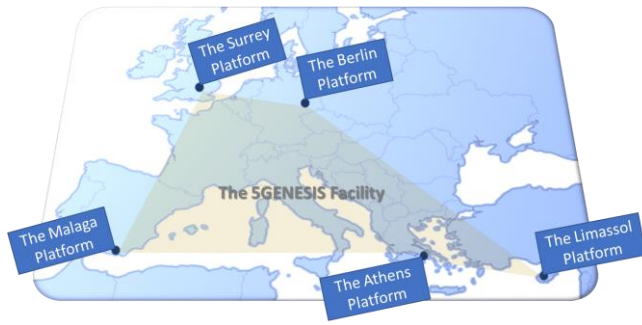 The Surrey
Platform
The Berlin
Platform
The 5GENESIS Facility
The Malaga
Platform
The Limassol
Platform
The Athens
Platform